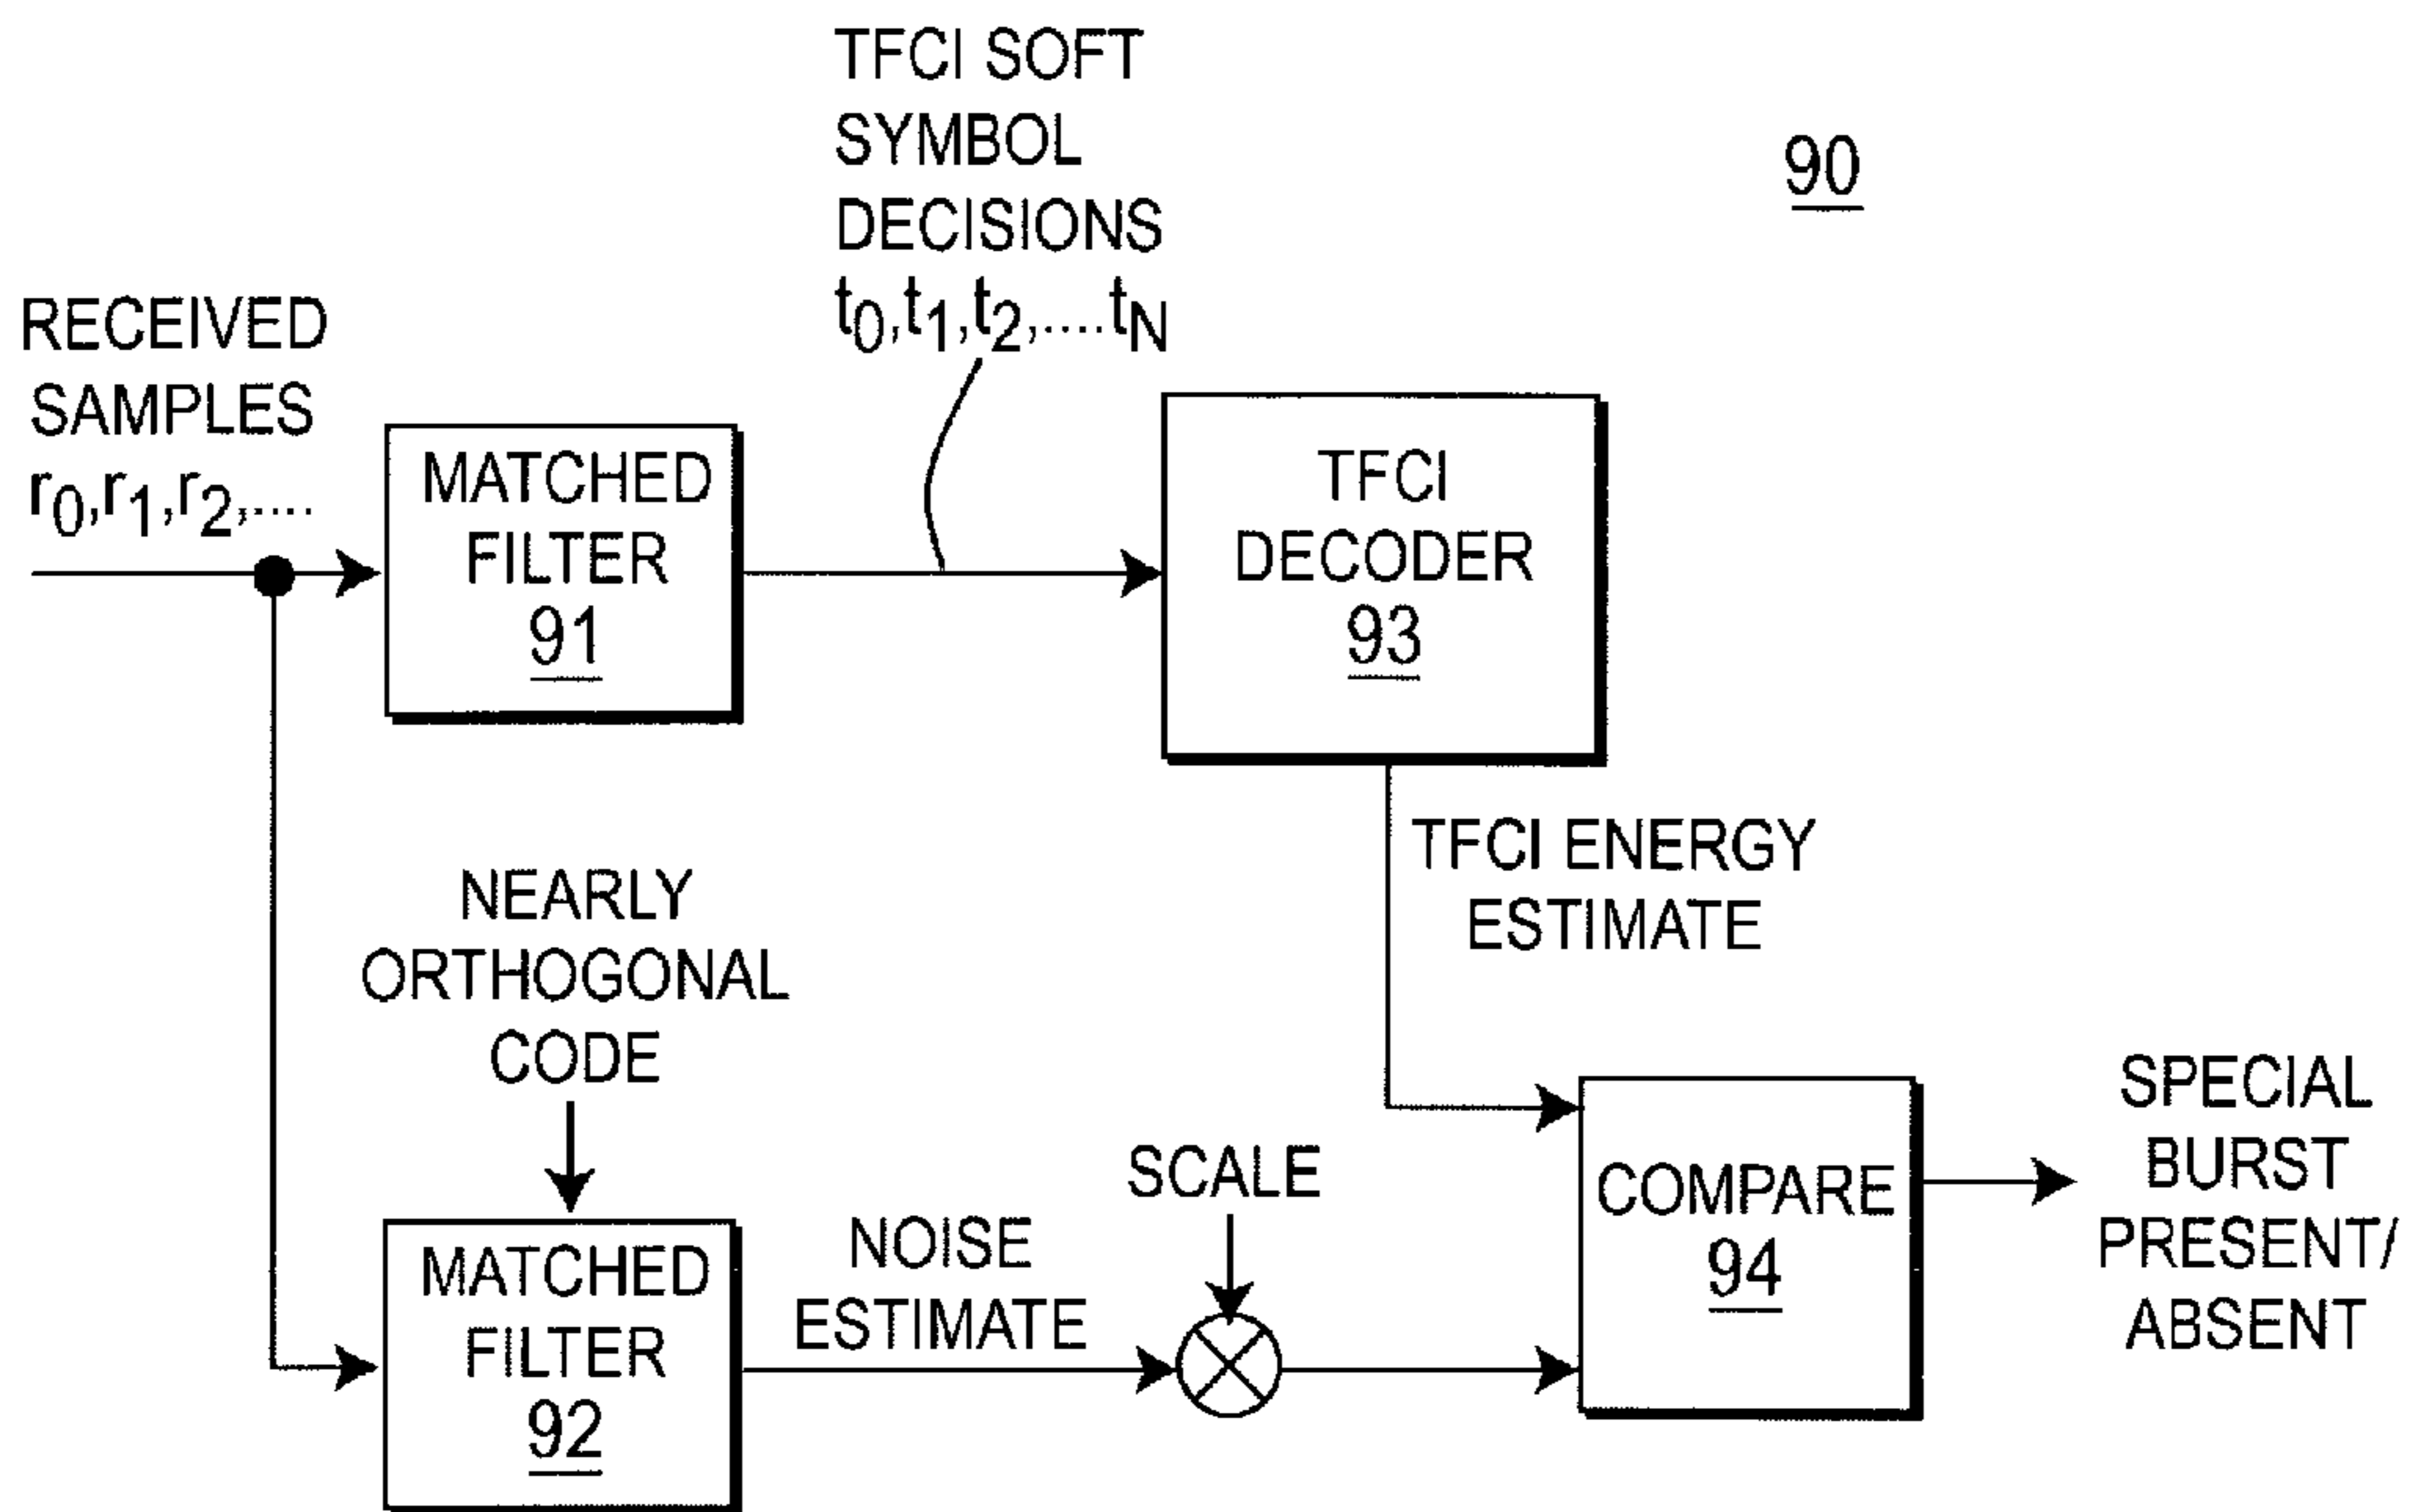 TFCI SOFT
SYMBOL
DECISIONS
t0,t1,t2,....tN
90
RECEIVED
SAMPLES
r0,r1,r2,....
MATCHED
FILTER
91
TFCI
DECODER
93
TFCI ENERGY
ESTIMATE
NEARLY
ORTHOGONAL
CODE
MATCHED
FILTER
92
NOISE
ESTIMATE
SCALE
COMPARE
94
SPECIAL
BURST
PRESENT/
ABSENT